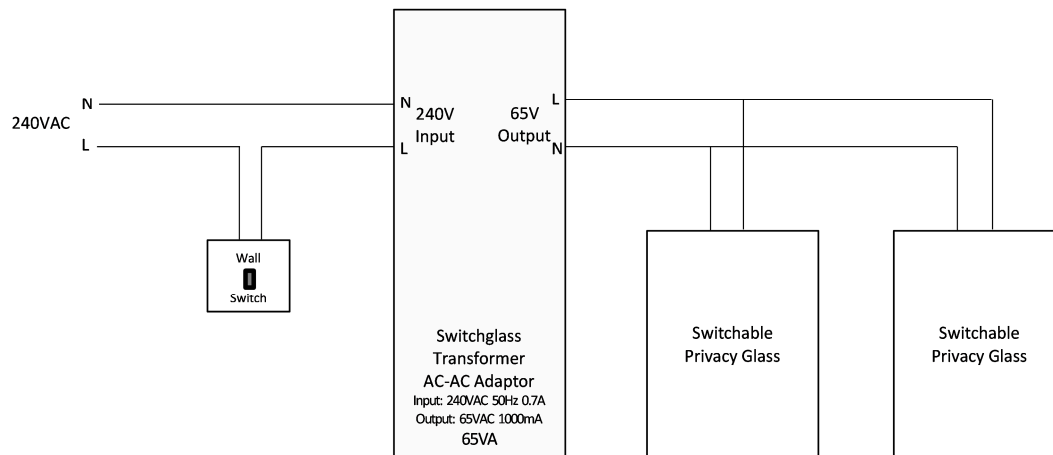 N
240VAC
L
Wall
Switch
N
240V
Input
L
65V
Output
L
N
Switchglass
Transformer
AC-AC Adaptor
Input: 240VAC 50Hz 0.7A
Output: 65VAC 1000mA
65VA
Switchable
Privacy Glass
Switchable
Privacy Glass